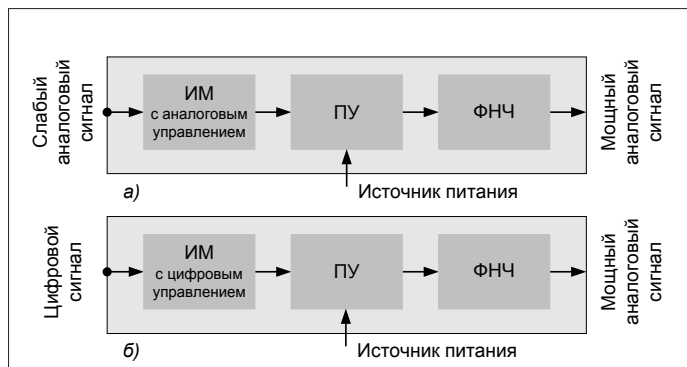 Слабый
аналоговый
сигнал
ИМ
с аналоговым
управлением
ПУ
ФНЧ
Мощный
аналоговый
сигнал
а)
Источник питания
Цифровой
сигнал
ИМ
с цифровым
управлением
ПУ
ФНЧ
Мощный
аналоговый
сигнал
б)
Источник питания